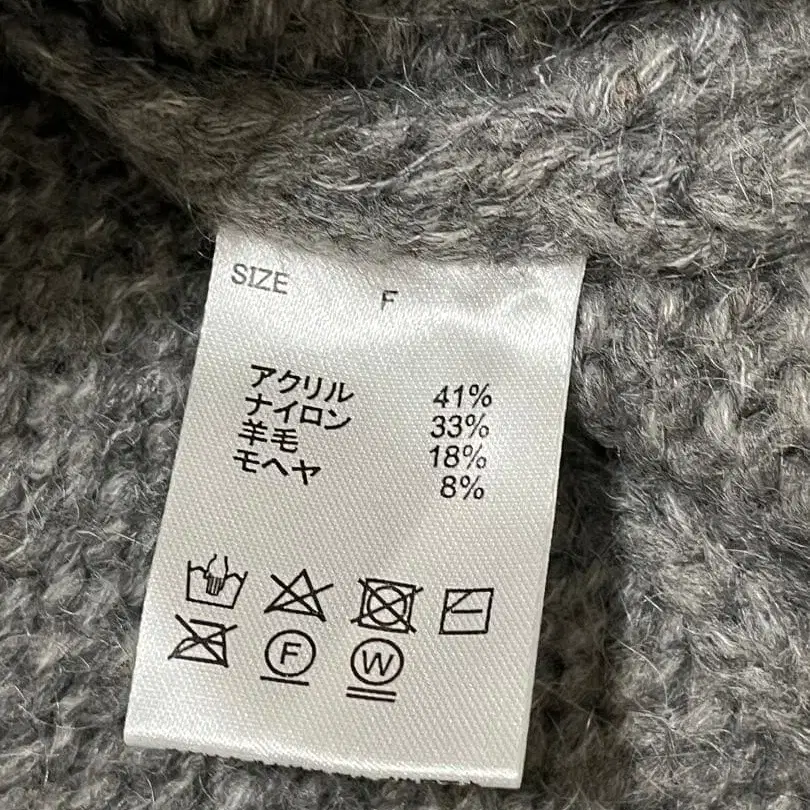 SIZE F
アクリル 41%
ナイロン 33%
羊毛 18%
モヘヤ 8%
F W